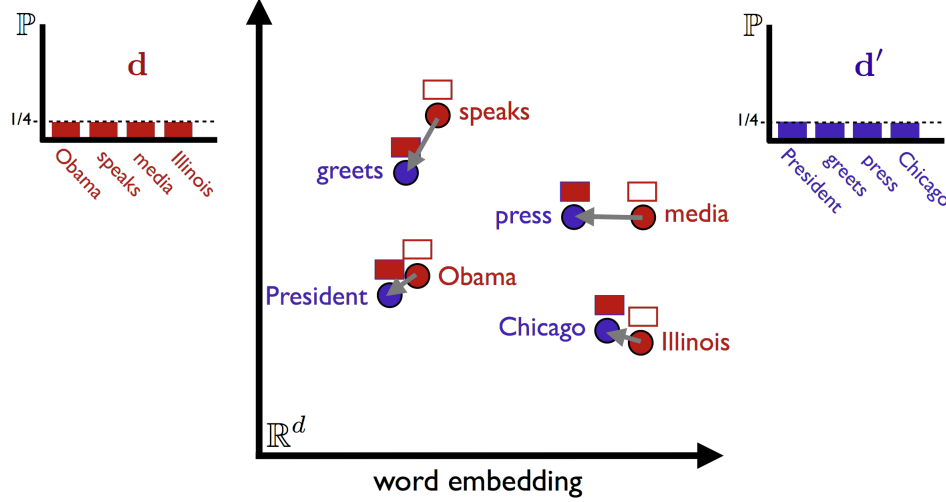 ℙ
d
1/4
Obama
speaks
media
Illinois
speaks
greets
press
media
Obama
President
Chicago
Illinois
ℝ^d
word embedding
ℙ
d′
1/4
President
greets
press
Chicago